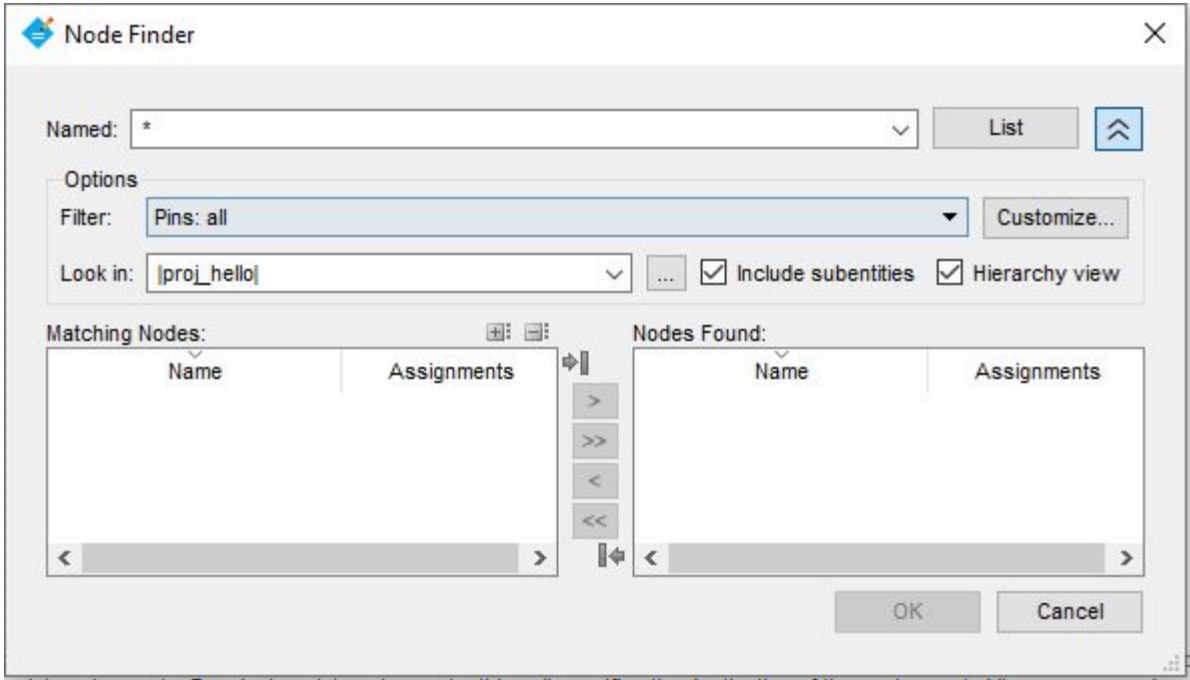 Node Finder
Named: * List
Options
Filter: Pins: all Customize...
Look in: |proj_hello| ... Include subentities Hierarchy view
Matching Nodes: Nodes Found:
Name Assignments Name Assignments
>
>>
<
<<
OK Cancel